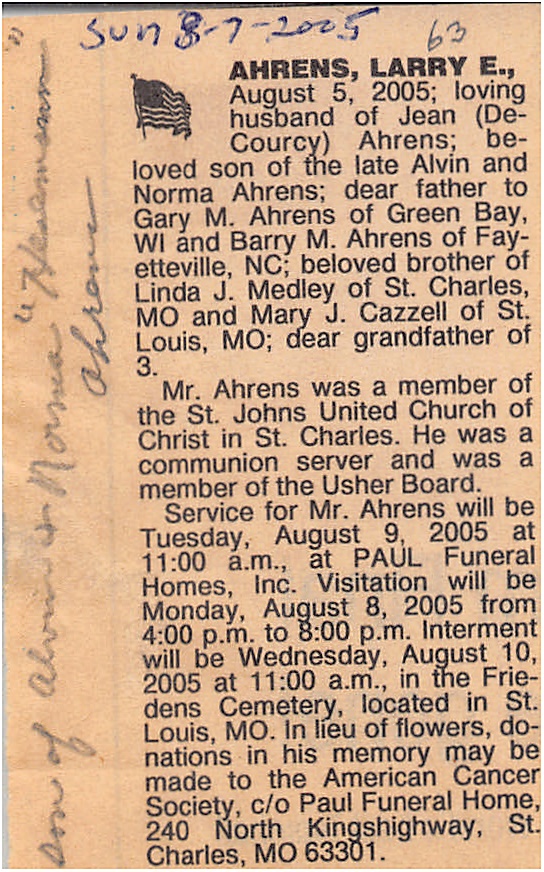 SUN 8-7-2005
63
AHRENS, LARRY E.,
August 5, 2005; loving
husband of Jean (De-
Courcy) Ahrens; be-
loved son of the late Alvin and
Norma Ahrens; dear father to
Gary M. Ahrens of Green Bay,
WI and Barry M. Ahrens of Fay-
etteville, NC; beloved brother of
Linda J. Medley of St. Charles,
MO and Mary J. Cazzell of St.
Louis, MO; dear grandfather of
3.
Mr. Ahrens was a member of
the St. Johns United Church of
Christ in St. Charles. He was a
communion server and was a
member of the Usher Board.
Service for Mr. Ahrens will be
Tuesday, August 9, 2005 at
11:00 a.m., at PAUL Funeral
Homes, Inc. Visitation will be
Monday, August 8, 2005 from
4:00 p.m. to 8:00 p.m. Interment
will be Wednesday, August 10,
2005 at 11:00 a.m., in the Frie-
dens Cemetery, located in St.
Louis, MO. In lieu of flowers, do-
nations in his memory may be
made to the American Cancer
Society, c/o Paul Funeral Home,
240 North Kingshighway, St.
Charles, MO 63301.
Son of Alvin + Norma
Ahrens